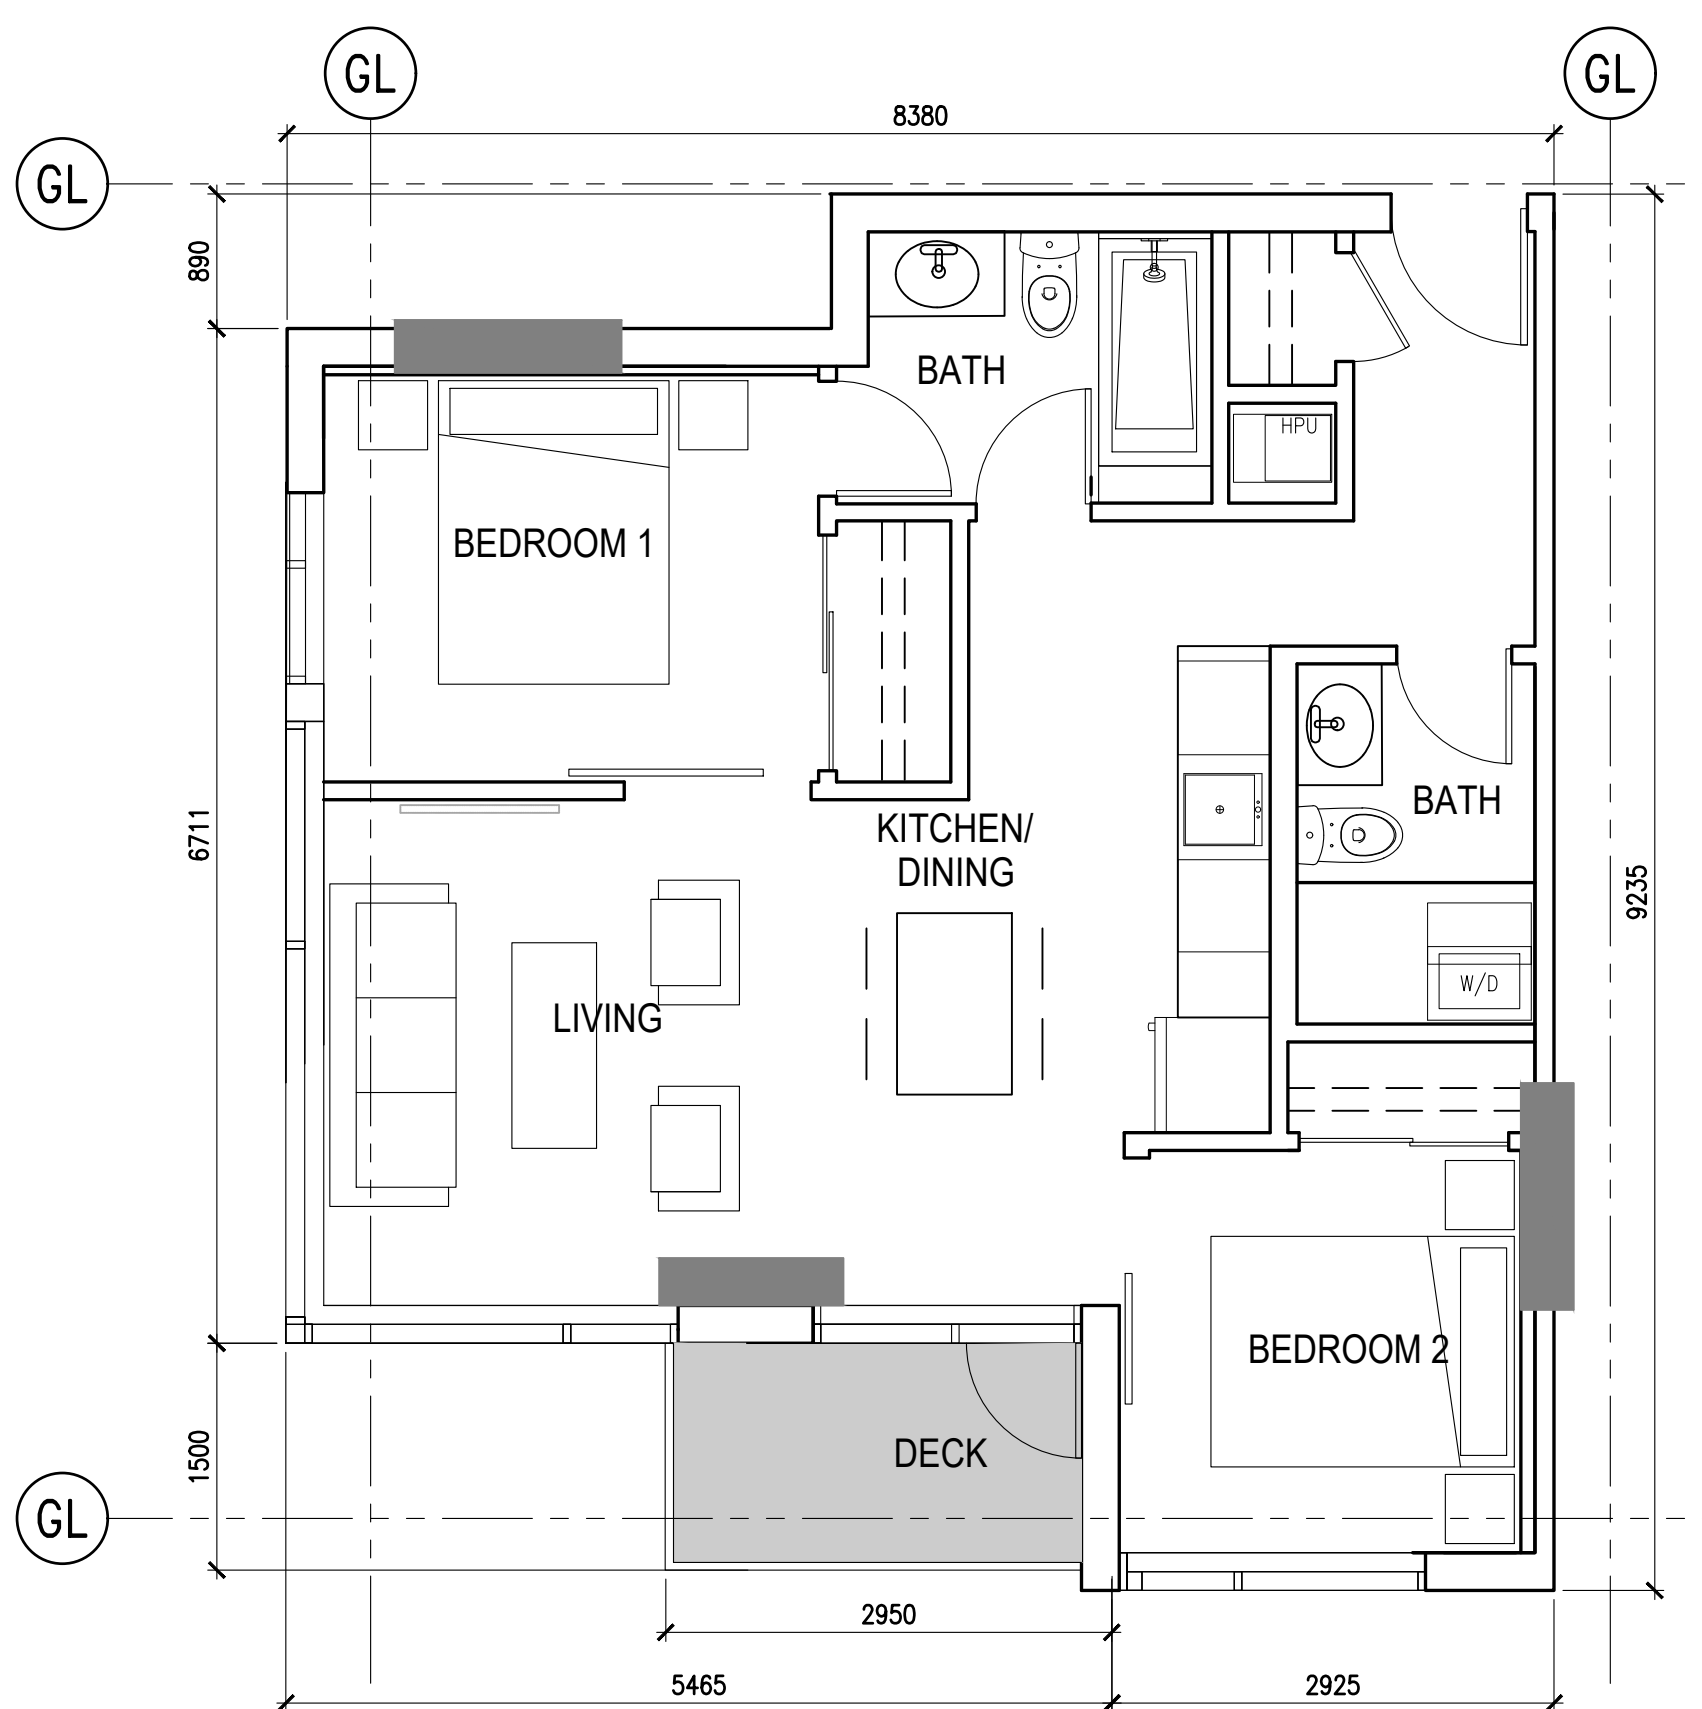 GL
GL
8380
GL
890
BATH
HPU
BEDROOM 1
BATH
KITCHEN/
DINING
6711
9235
W/D
LIVING
BEDROOM 2
DECK
1500
GL
2950
5465
2925